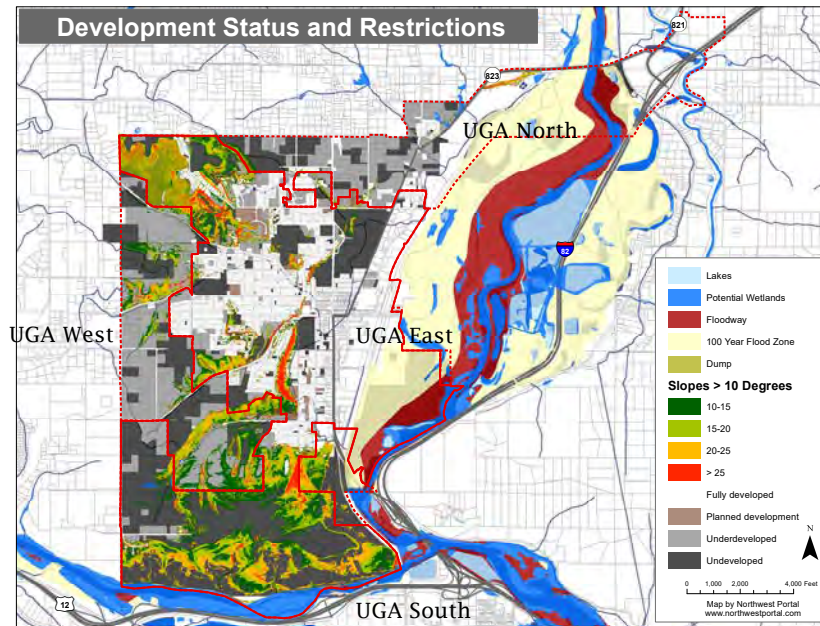 Development Status and Restrictions
821
823
UGA North
82
UGA West
UGA East
UGA South
12
Lakes
Potential Wetlands
Floodway
100 Year Flood Zone
Dump
Slopes > 10 Degrees
10-15
15-20
20-25
> 25
Fully developed
Planned development
Underdeveloped
Undeveloped
N
0 1,000 2,000 4,000 Feet
Map by Northwest Portal
www.northwestportal.com